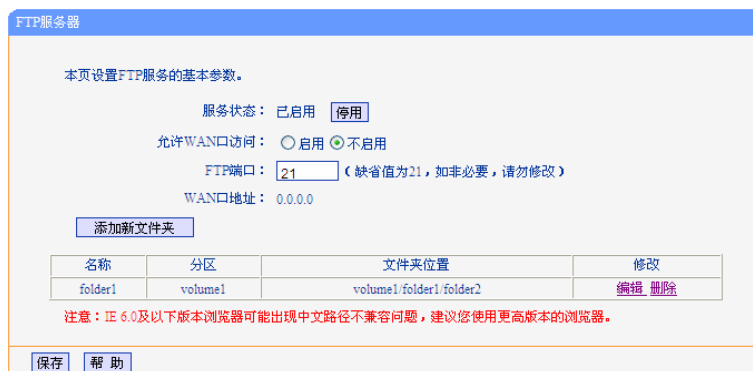 FTP服务器
本页设置FTP服务的基本参数。
服务状态： 已启用 停用
允许WAN口访问： 启用 不启用
FTP端口： 21 （缺省值为21，如非必要，请勿修改）
WAN口地址： 0.0.0.0
添加新文件夹
名称 分区 文件夹位置 修改
folder1 volume1 volume1/folder1/folder2 编辑 删除
注意：IE 6.0及以下版本浏览器可能出现中文路径不兼容问题，建议您使用更高版本的浏览器。
保存 帮 助